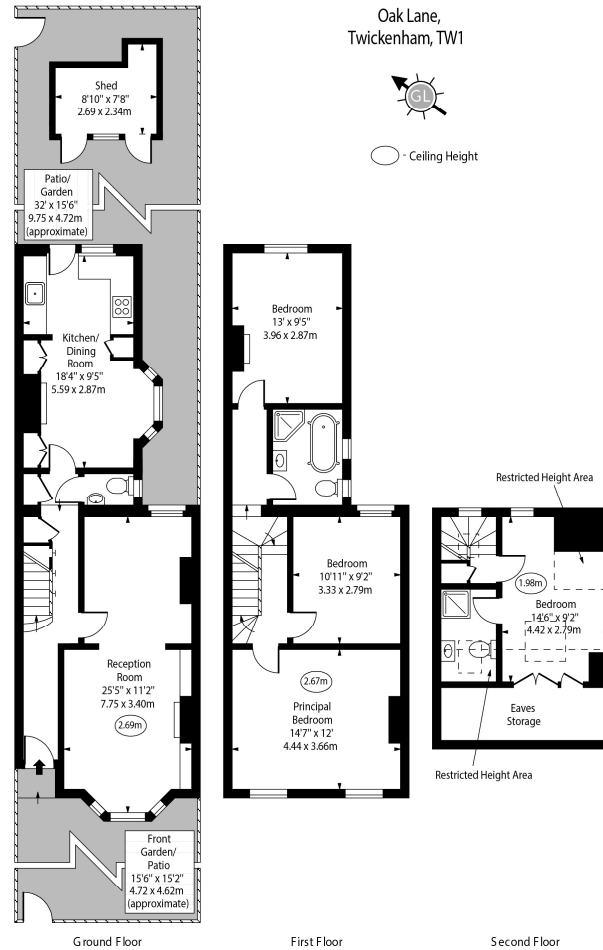 Oak Lane,
Twickenham, TW1
GL
- Ceiling Height
Shed
8'10" x 7'8"
2.69 x 2.34m
Patio/
Garden
32' x 15'6"
9.75 x 4.72m
(approximate)
Kitchen/
Dining
Room
18'4" x 9'5"
5.59 x 2.87m
Reception
Room
25'5" x 11'2"
7.75 x 3.40m
2.69m
Front
Garden/
Patio
15'6" x 15'2"
4.72 x 4.62m
(approximate)
Ground Floor
Bedroom
13' x 9'5"
3.96 x 2.87m
Bedroom
10'11" x 9'2"
3.33 x 2.79m
2.67m
Principal
Bedroom
14'7" x 12'
4.44 x 3.66m
First Floor
Restricted Height Area
1.98m
Bedroom
14'6" x 9'2"
4.42 x 2.79m
Eaves
Storage
Restricted Height Area
Second Floor